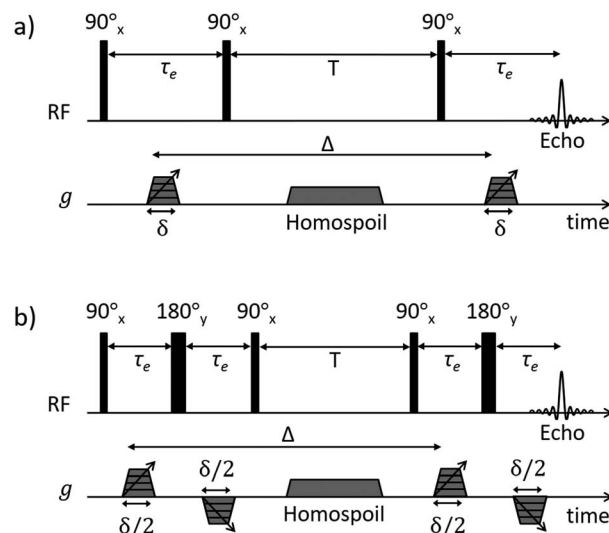 a)
90°ₓ 90°ₓ 90°ₓ
τₑ T τₑ
RF
Echo
Δ
g
δ Homospoil δ time
b)
90°ₓ 180°ᵧ 90°ₓ 90°ₓ 180°ᵧ
τₑ τₑ T τₑ τₑ
RF
Echo
Δ
δ/2 δ/2
g
δ/2 Homospoil δ/2 time